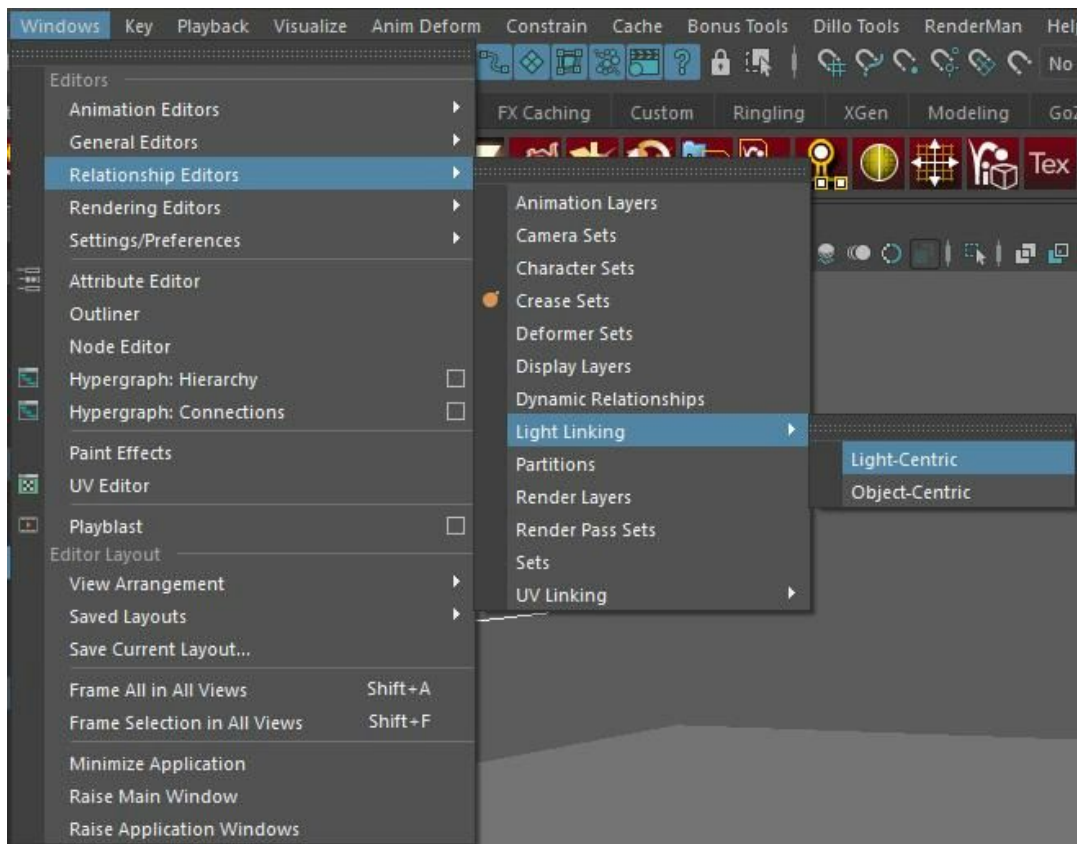 Windows Key Playback Visualize Anim Deform Constrain Cache Bonus Tools Dillo Tools RenderMan Help
No
FX Caching Custom Ringling XGen Modeling GoZ
Tex
Editors
Animation Editors
General Editors
Relationship Editors
Rendering Editors
Settings/Preferences
Attribute Editor
Outliner
Node Editor
Hypergraph: Hierarchy
Hypergraph: Connections
Paint Effects
UV Editor
Playblast
Editor Layout
View Arrangement
Saved Layouts
Save Current Layout...
Frame All in All Views Shift+A
Frame Selection in All Views Shift+F
Minimize Application
Raise Main Window
Raise Application Windows
Animation Layers
Camera Sets
Character Sets
Crease Sets
Deformer Sets
Display Layers
Dynamic Relationships
Light Linking
Partitions
Render Layers
Render Pass Sets
Sets
UV Linking
Light-Centric
Object-Centric